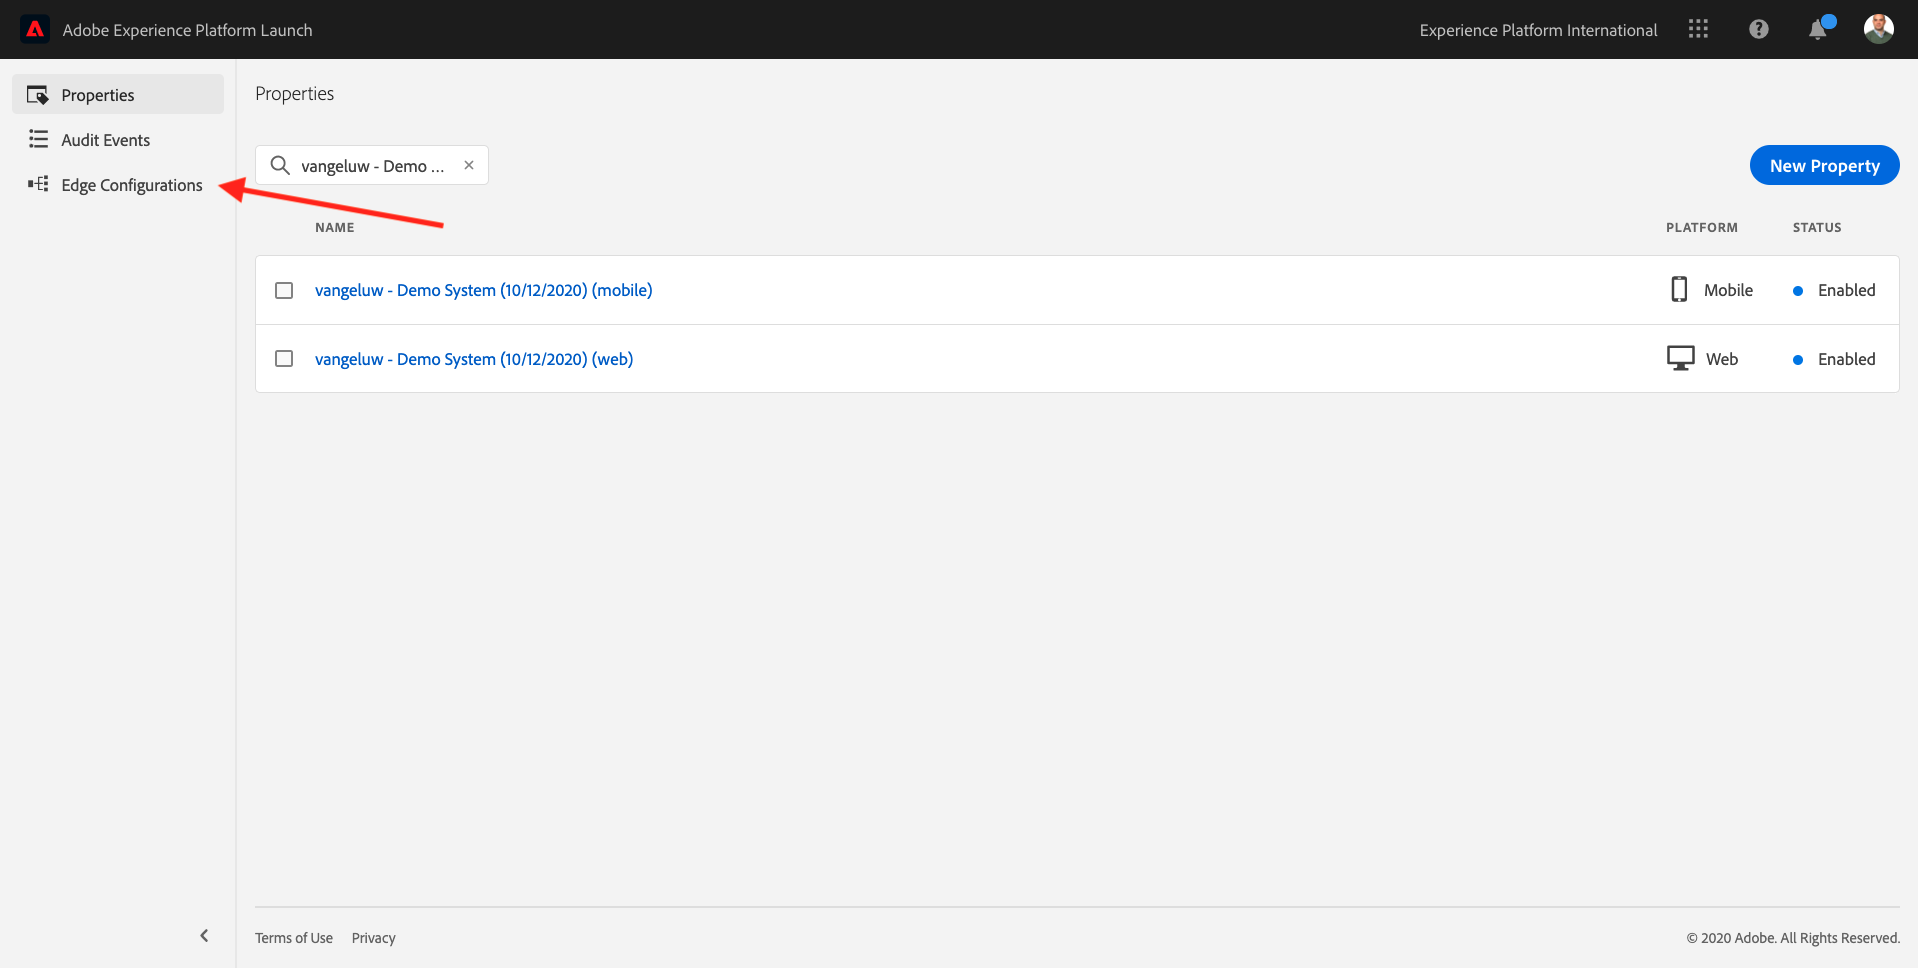 Adobe Experience Platform Launch
Experience Platform International
Properties
Audit Events
Edge Configurations
Properties
vangeluw - Demo ...
New Property
NAME PLATFORM STATUS
vangeluw - Demo System (10/12/2020) (mobile) Mobile Enabled
vangeluw - Demo System (10/12/2020) (web) Web Enabled
Terms of Use Privacy © 2020 Adobe. All Rights Reserved.